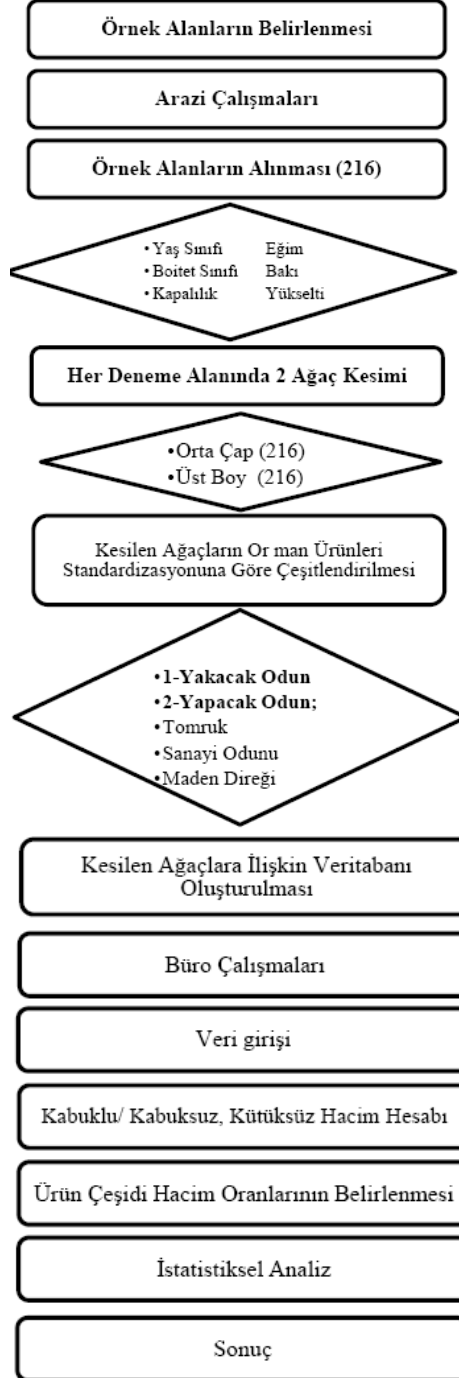 Örnek Alanların Belirlenmesi
Arazi Çalışmaları
Örnek Alanların Alınması (216)
• Yaş Sınıfı Eğim
• Boitet Sınıfı Bakı
• Kapalılık Yükselti
Her Deneme Alanında 2 Ağaç Kesimi
•Orta Çap (216)
•Üst Boy (216)
Kesilen Ağaçların Or man Ürünleri
Standardizasyonuna Göre Çeşitlendirilmesi
•1-Yakacak Odun
•2-Yapacak Odun;
•Tomruk
•Sanayi Odunu
•Maden Direği
Kesilen Ağaçlara İlişkin Veritabanı
Oluşturulması
Büro Çalışmaları
Veri girişi
Kabuklu/ Kabuksuz, Kütüksüz Hacim Hesabı
Ürün Çeşidi Hacim Oranlarının Belirlenmesi
İstatistiksel Analiz
Sonuç